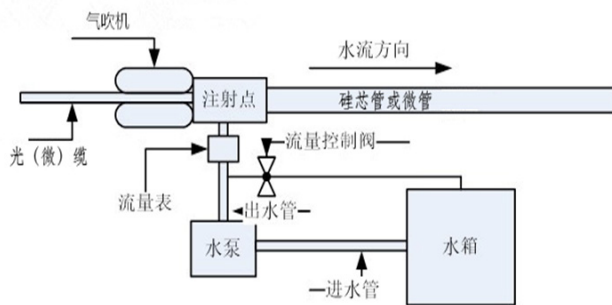 气吹机
水流方向
注射点
硅芯管或微管
光（微）缆
流量控制阀
流量表
出水管
水泵
水箱
进水管